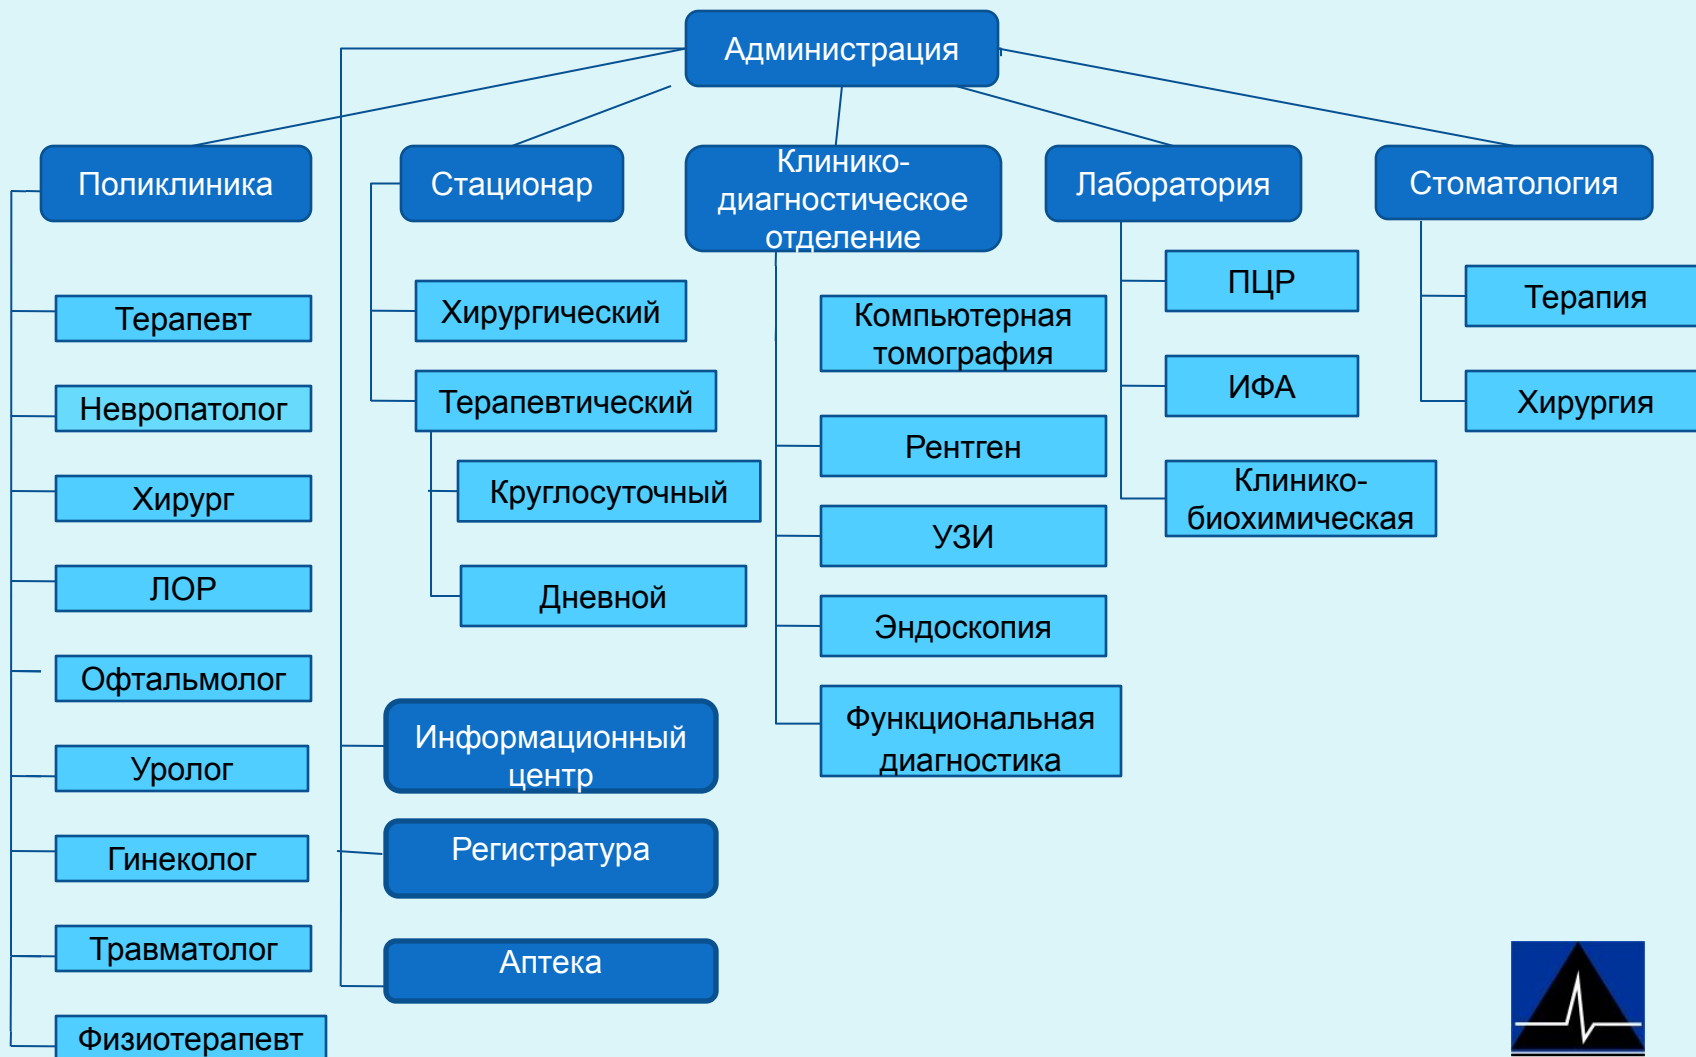 Администрация
Поликлиника
Стационар
Клинико-
диагностическое
отделение
Лаборатория
Стоматология
Терапевт
Невропатолог
Хирург
ЛОР
Офтальмолог
Уролог
Гинеколог
Травматолог
Физиотерапевт
Хирургический
Терапевтический
Круглосуточный
Дневной
Информационный
центр
Регистратура
Аптека
Компьютерная
томография
Рентген
УЗИ
Эндоскопия
Функциональная
диагностика
ПЦР
ИФА
Клинико-
биохимическая
Терапия
Хирургия